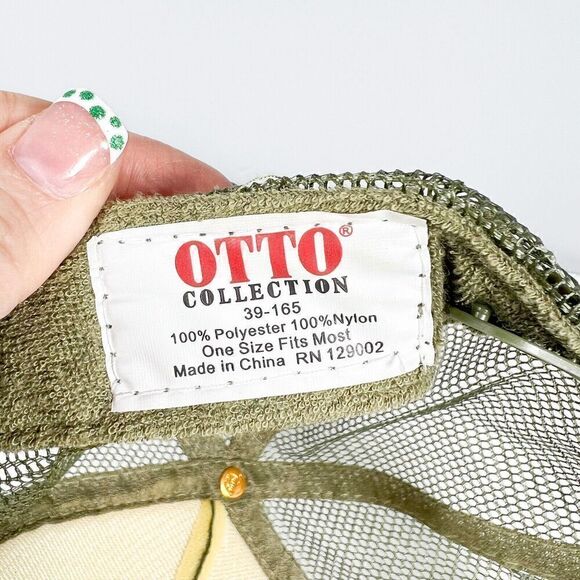 OTTO®
COLLECTION
39-165
100% Polyester 100%Nylon
One Size Fits Most
Made in China RN 129002